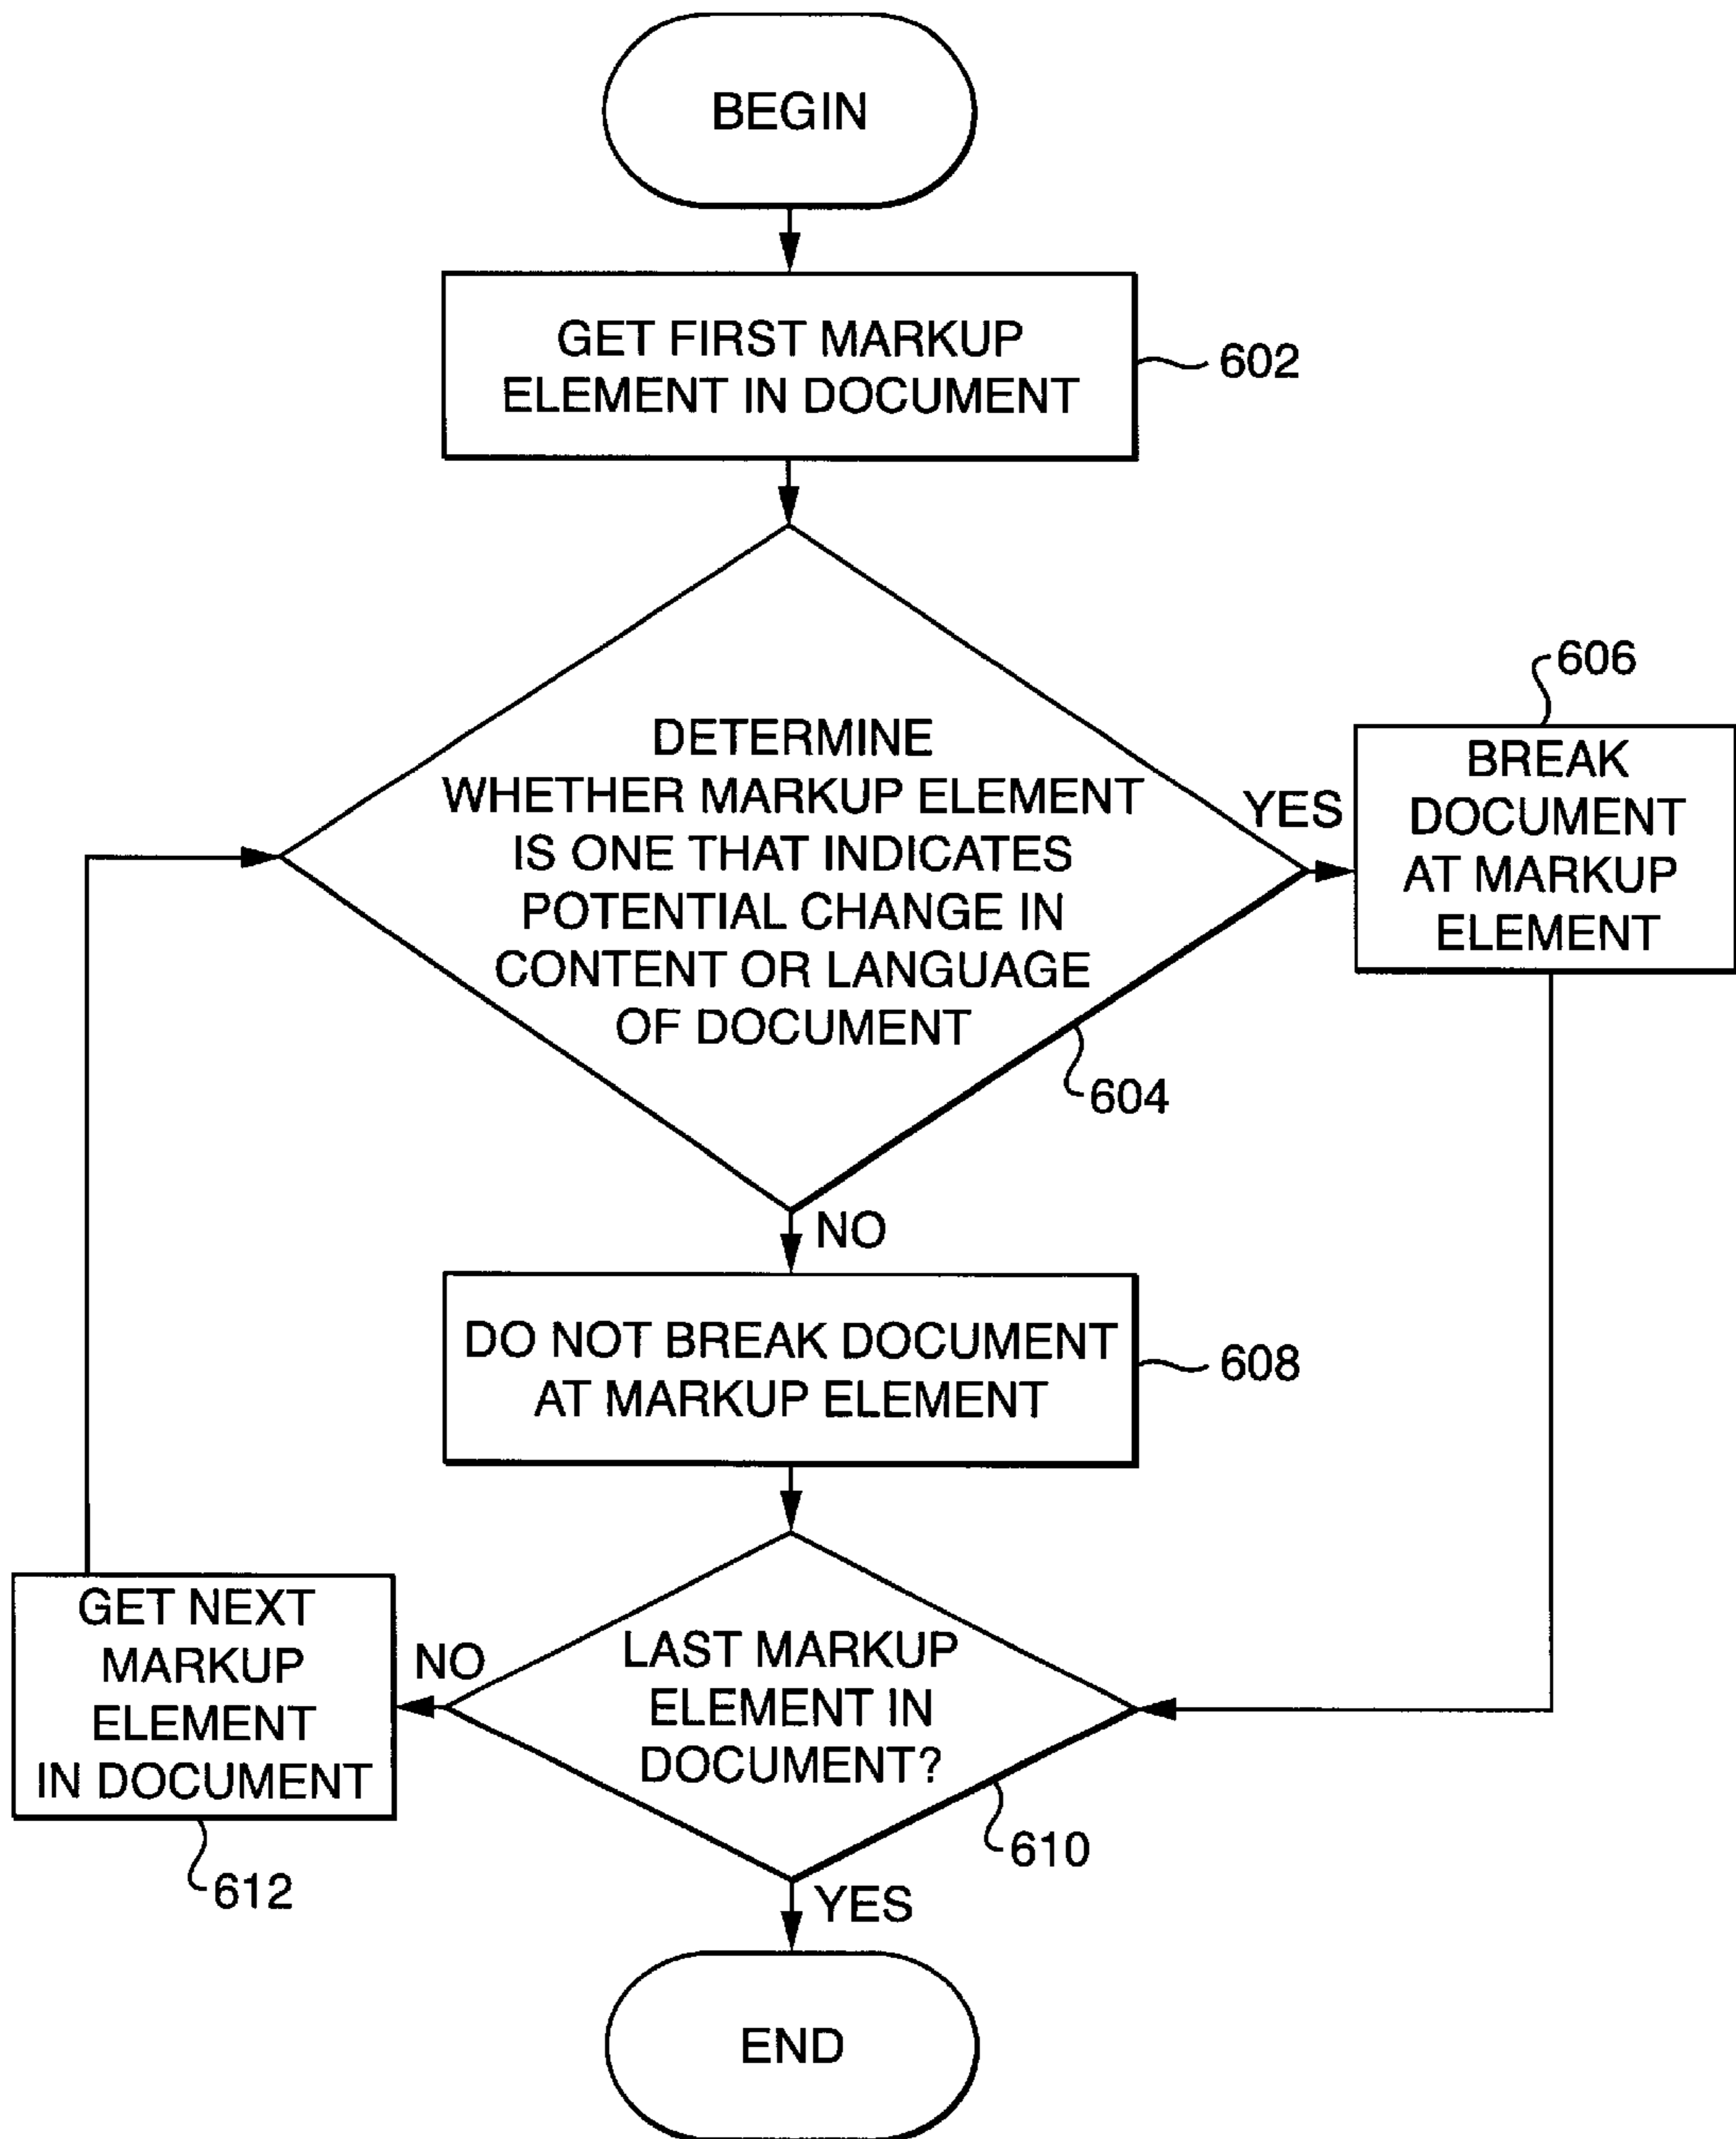 BEGIN
GET FIRST MARKUP
ELEMENT IN DOCUMENT
602
DETERMINE
WHETHER MARKUP ELEMENT
IS ONE THAT INDICATES
POTENTIAL CHANGE IN
CONTENT OR LANGUAGE
OF DOCUMENT
604
YES
606
BREAK
DOCUMENT
AT MARKUP
ELEMENT
NO
DO NOT BREAK DOCUMENT
AT MARKUP ELEMENT
608
LAST MARKUP
ELEMENT IN
DOCUMENT?
610
NO
GET NEXT
MARKUP
ELEMENT
IN DOCUMENT
612
YES
END